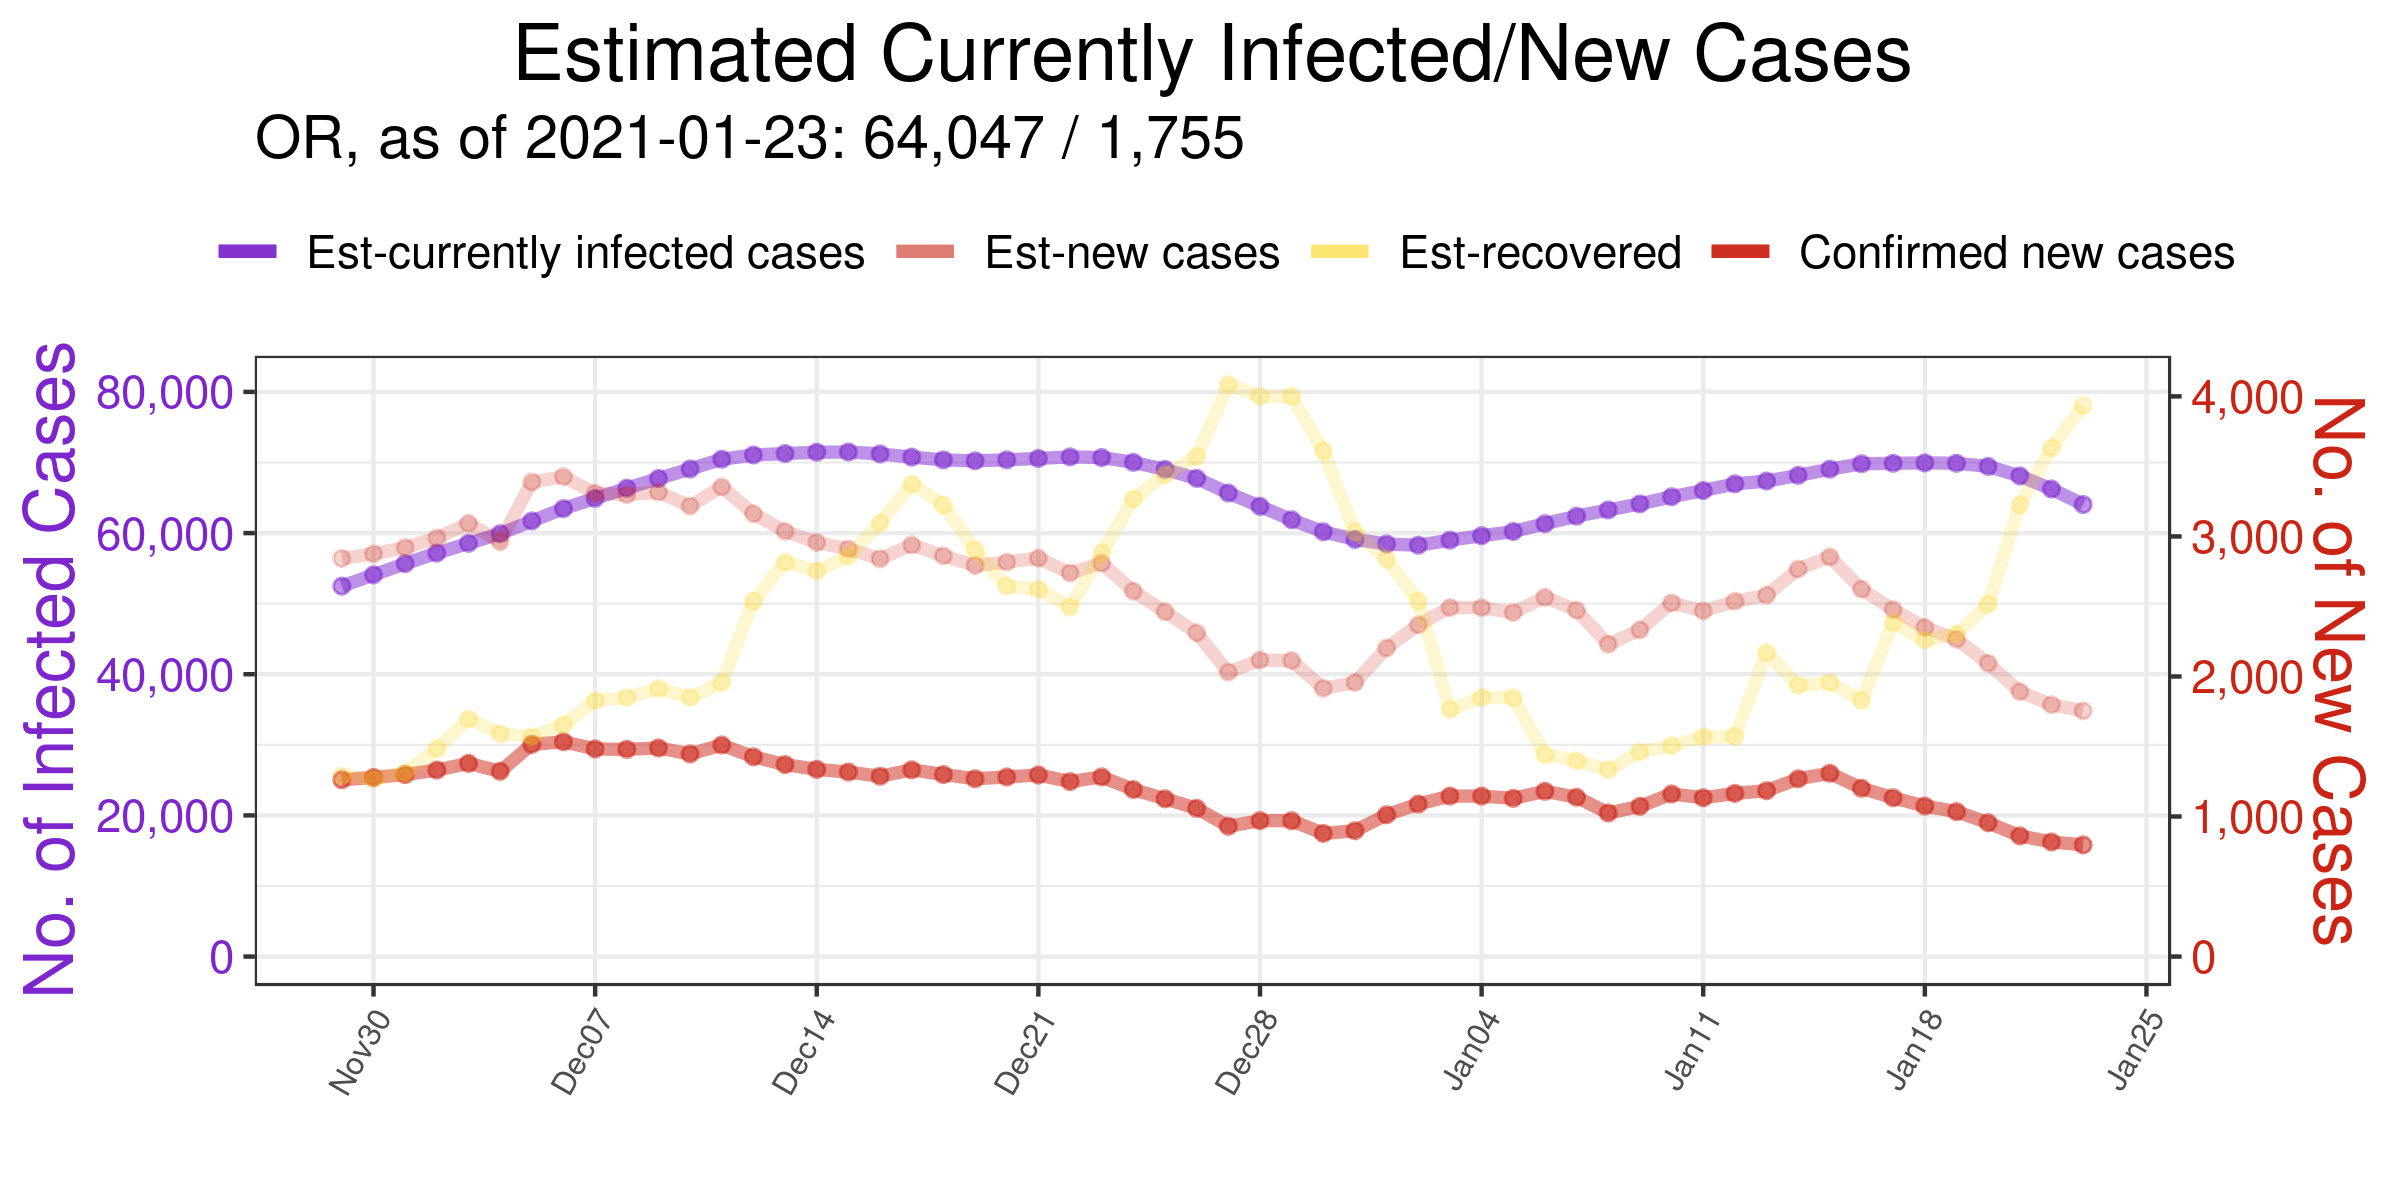 Estimated Currently Infected/New Cases
OR, as of 2021-01-23: 64,047 / 1,755
Est-currently infected cases Est-new cases Est-recovered Confirmed new cases
No. of Infected Cases
80,000
60,000
40,000
20,000
0
4,000
3,000
2,000
1,000
0
No. of New Cases
Nov30 Dec07 Dec14 Dec21 Dec28 Jan04 Jan11 Jan18 Jan25